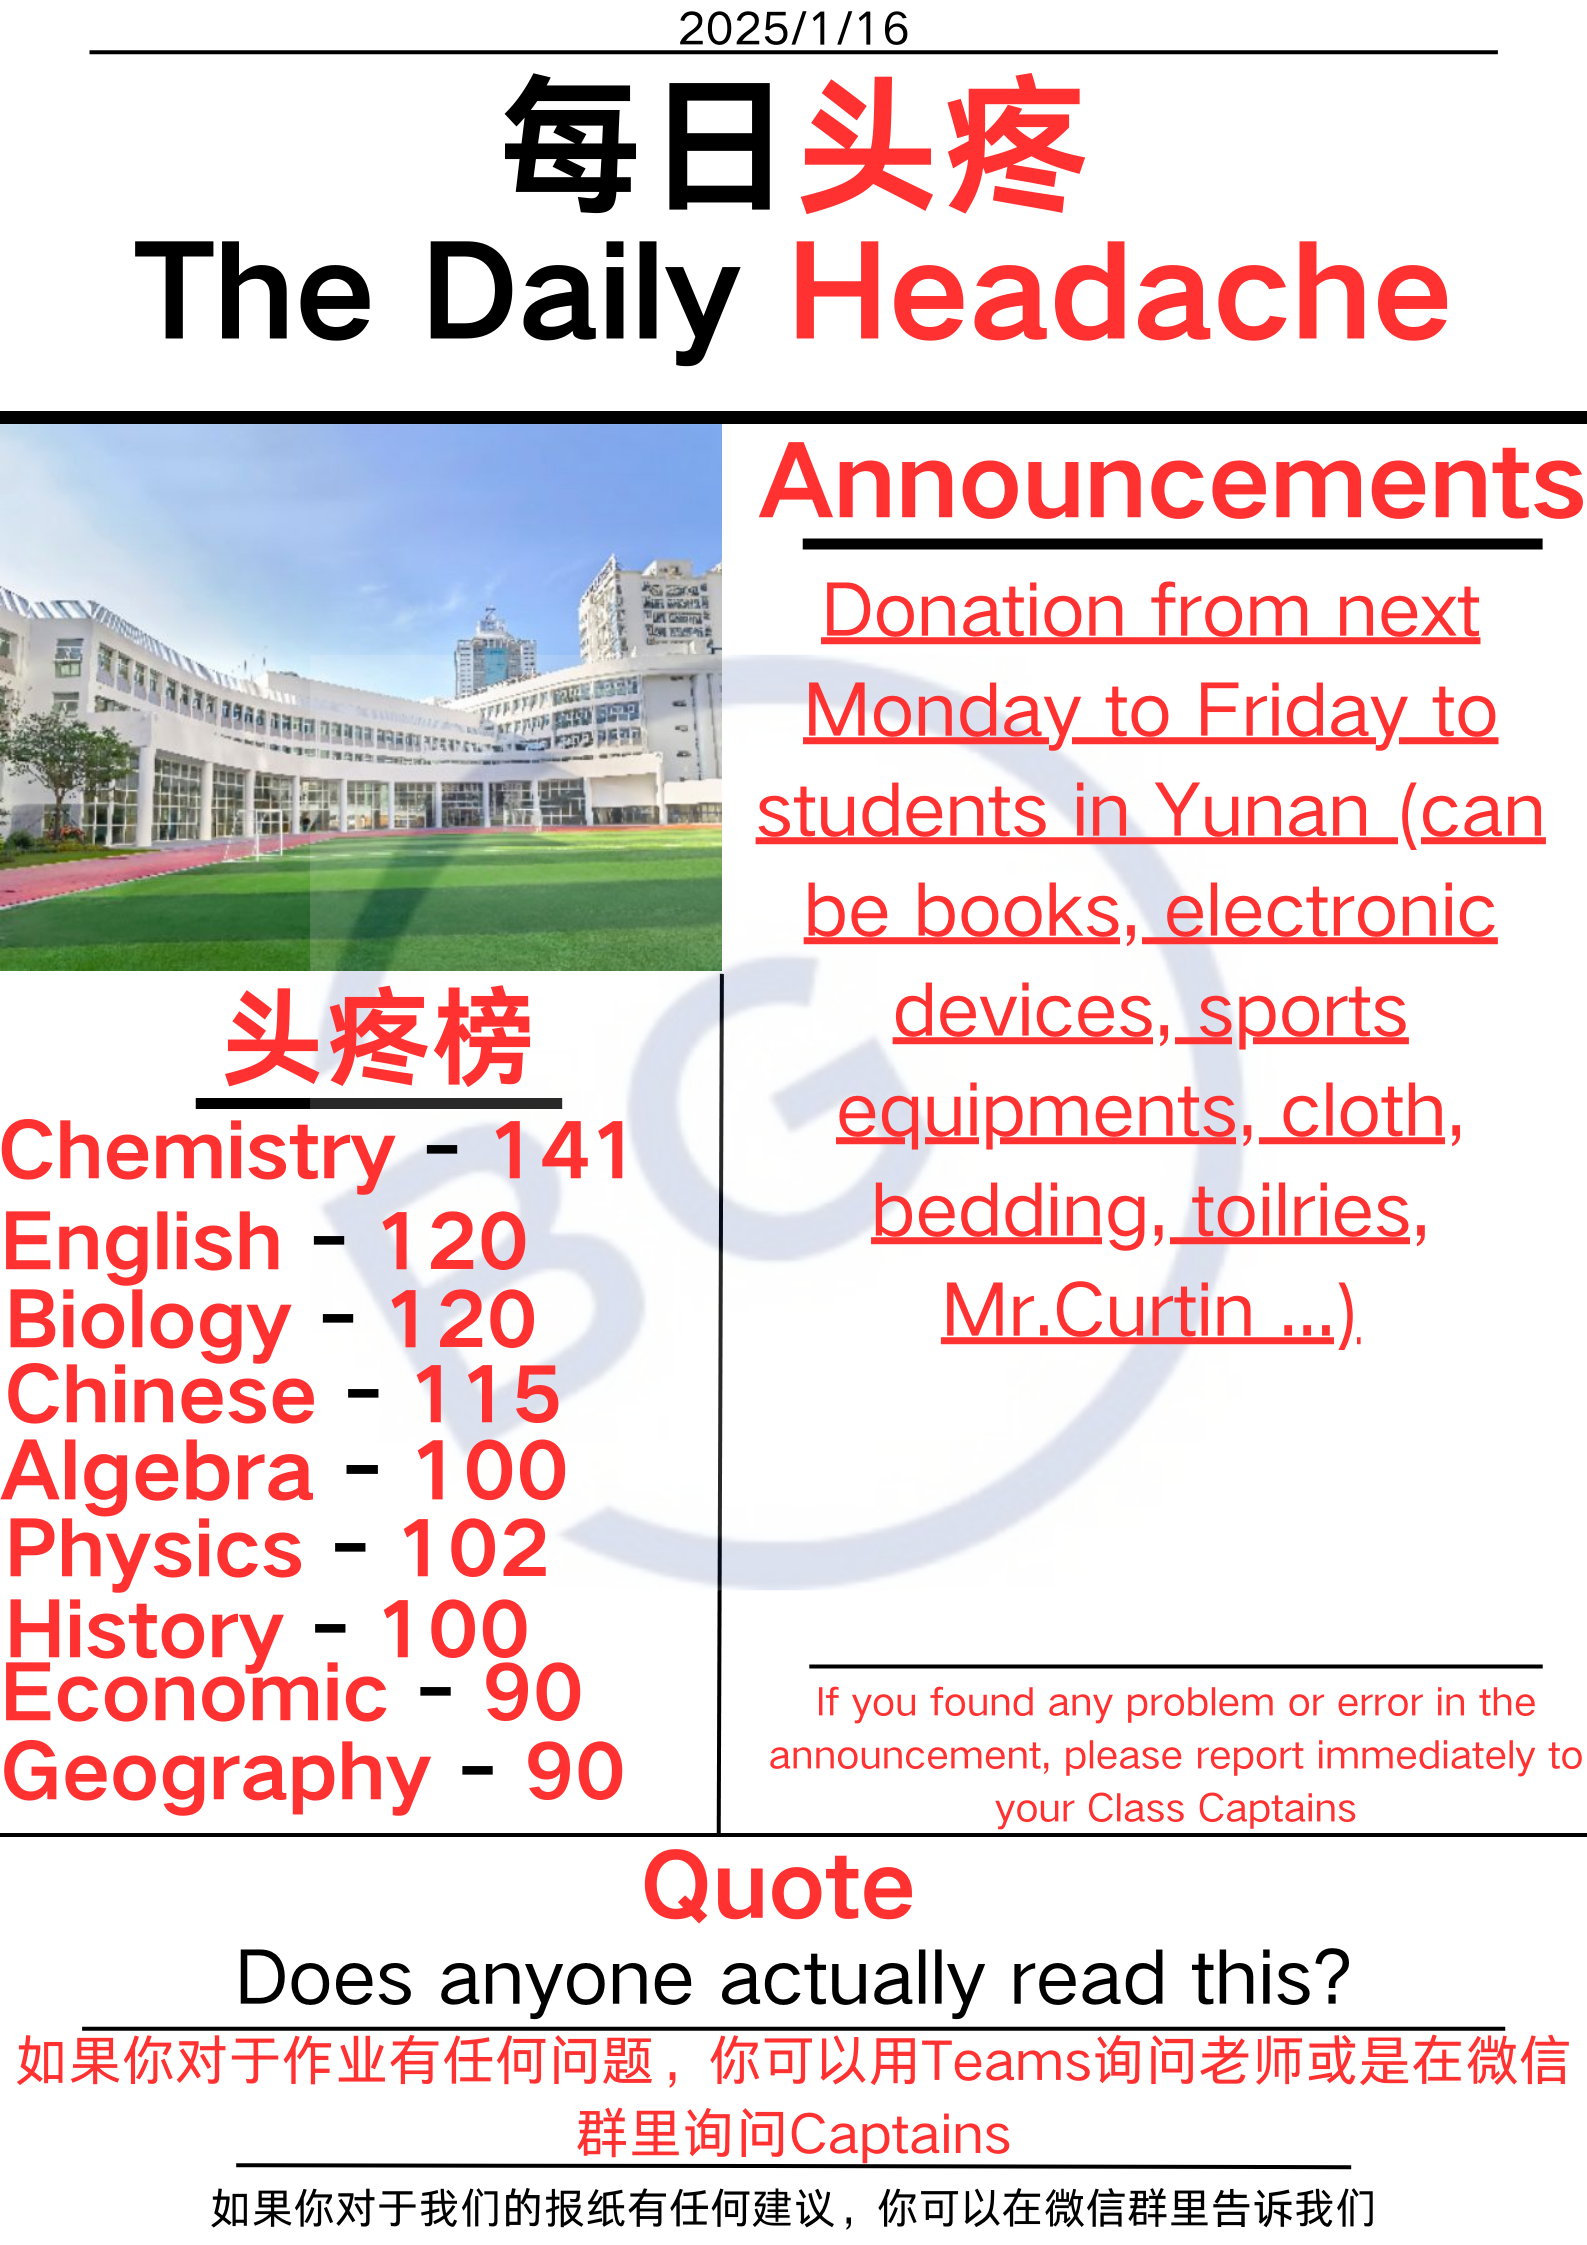 2025/1/16
每日头疼
The Daily Headache
Announcements
Donation from next
Monday to Friday to
students in Yunan (can
be books, electronic
devices, sports
equipments, cloth,
bedding, toilries,
Mr.Curtin ...).
头疼榜
Chemistry - 141
English - 120
Biology - 120
Chinese - 115
Algebra - 100
Physics - 102
History - 100
Economic - 90
Geography - 90
BG
If you found any problem or error in the
announcement, please report immediately to
your Class Captains
Quote
Does anyone actually read this?
如果你对于作业有任何问题，你可以用Teams询问老师或是在微信
群里询问Captains
如果你对于我们的报纸有任何建议，你可以在微信群里告诉我们